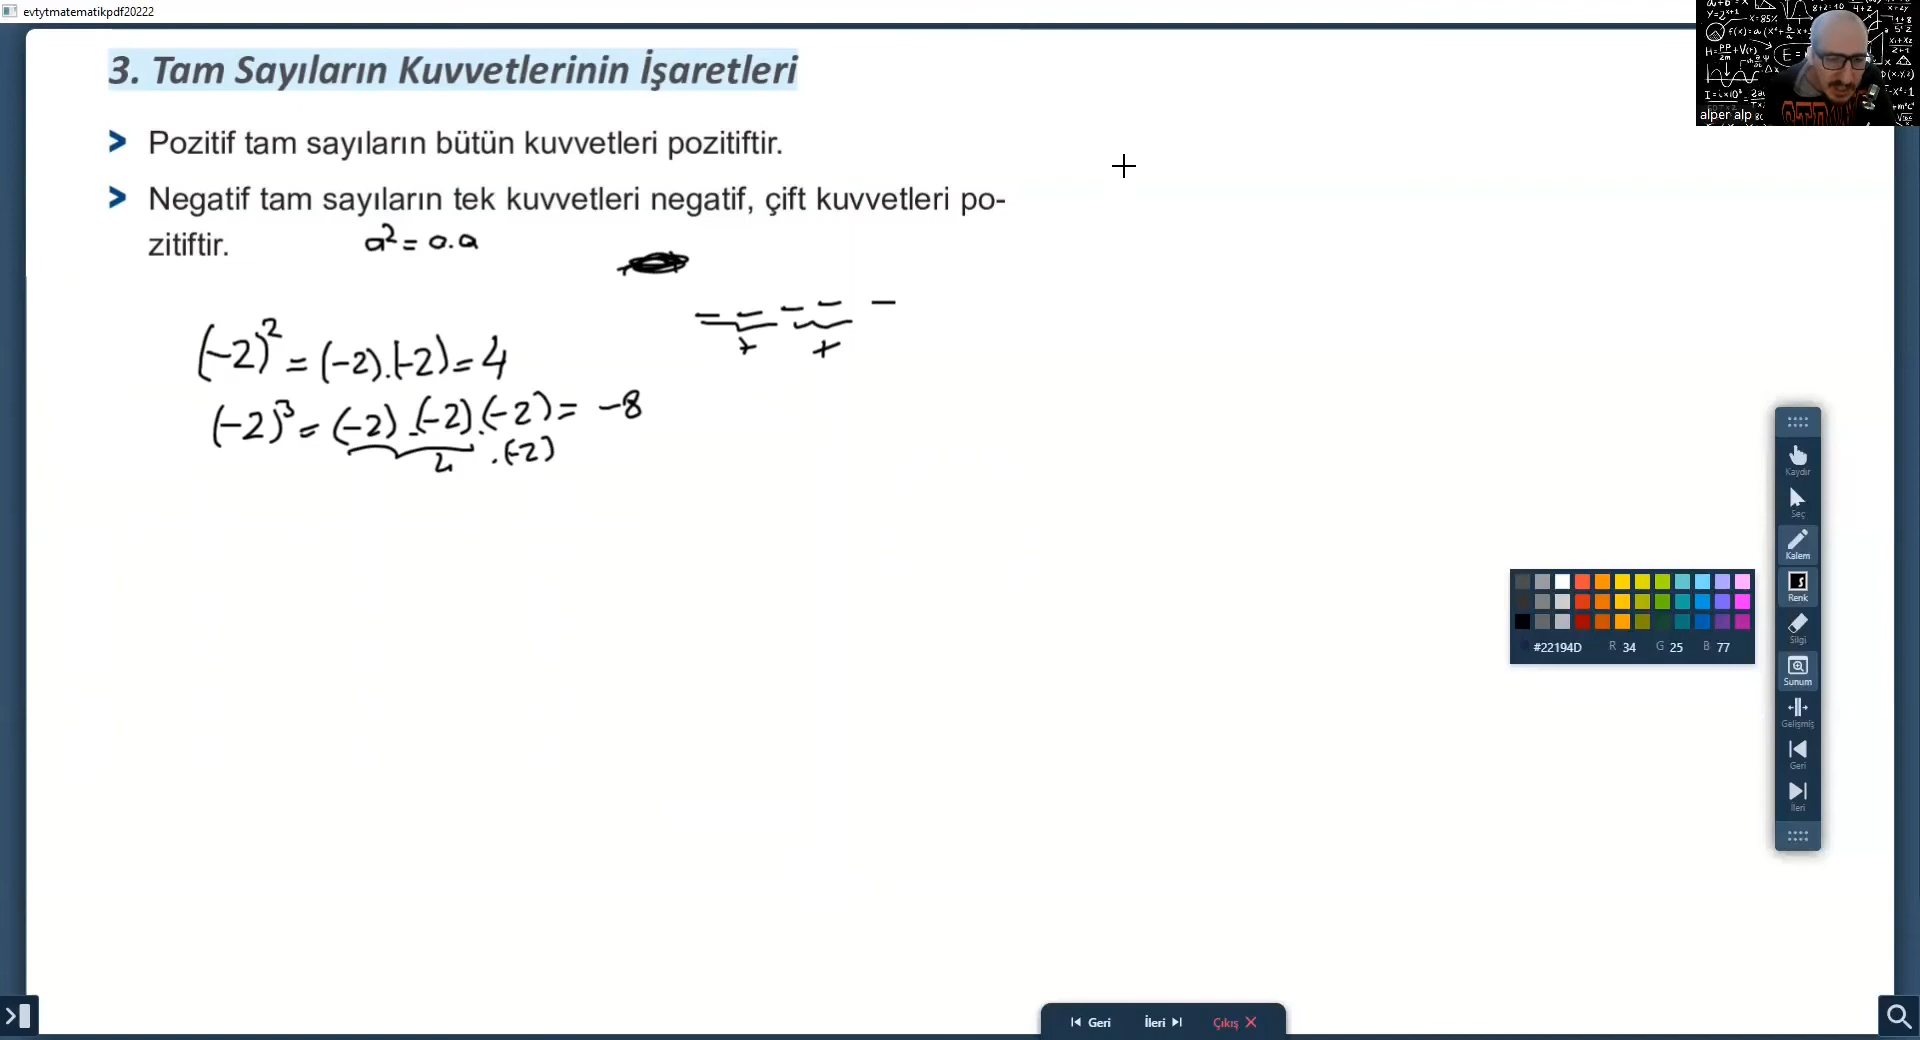 evtytmatematikpdf20222
3. Tam Sayıların Kuvvetlerinin İşaretleri
> Pozitif tam sayıların bütün kuvvetleri pozitiftir.
> Negatif tam sayıların tek kuvvetleri negatif, çift kuvvetleri po-
zitiftir.
a² = a.a
− − − − −
+ +
(-2)² = (-2).(-2) = 4
(-2)³ = (-2).(-2).(-2) = -8
4 .(-2)
alper alp
Kaydır
Seç
Kalem
Renk
Silgi
Sunum
Gelişmiş
Geri
İleri
#22194D R 34 G 25 B 77
Geri İleri Çıkış